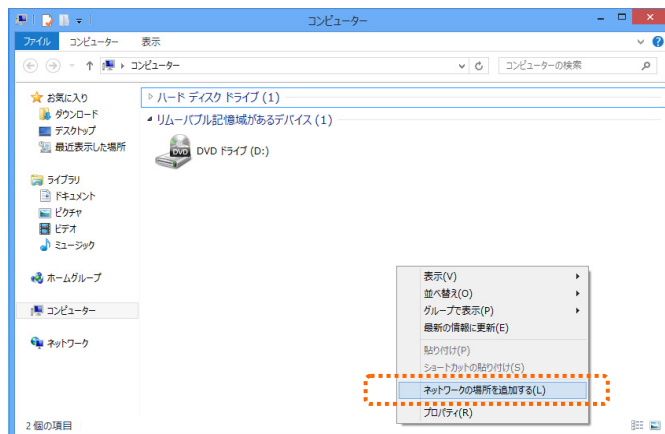 コンピューター
ファイル コンピューター 表示
コンピューター コンピューターの検索
お気に入り
ダウンロード
デスクトップ
最近表示した場所
ライブラリ
ドキュメント
ピクチャ
ビデオ
ミュージック
ホームグループ
コンピューター
ネットワーク
ハード ディスク ドライブ (1)
リムーバブル記憶域があるデバイス (1)
DVD
DVD ドライブ (D:)
表示(V)
並べ替え(O)
グループで表示(P)
最新の情報に更新(E)
貼り付け(P)
ショートカットの貼り付け(S)
ネットワークの場所を追加する(L)
プロパティ(R)
2 個の項目